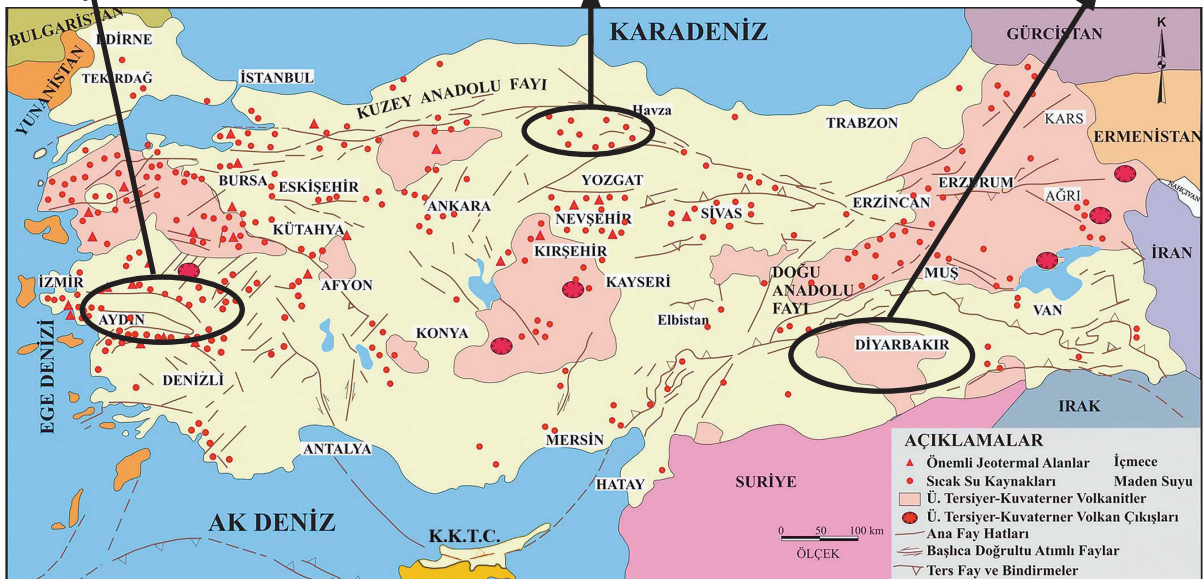 BULGARİSTAN
EDİRNE
TEKİRDAĞ
YUNANİSTAN
İSTANBUL
KUZEY ANADOLU FAYI
KARADENİZ
Havza
TRABZON
GÜRCİSTAN
K
KARS
ERMENİSTAN
NAHÇIVAN
BURSA
ESKİŞEHİR
ANKARA
YOZGAT
NEVŞEHİR
SİVAS
ERZİNCAN
ERZURUM
AĞRI
İRAN
KÜTAHYA
KIRŞEHİR
KAYSERİ
AFYON
İZMİR
AYDIN
EGE DENİZİ
DENİZLİ
KONYA
Elbistan
DOĞU
ANADOLU
FAYI
MUŞ
VAN
DİYARBAKIR
ANTALYA
MERSİN
HATAY
SURİYE
IRAK
AK DENİZ
K.K.T.C.
0 50 100 km
ÖLÇEK
AÇIKLAMALAR
Önemli Jeotermal Alanlar İçmece
Sıcak Su Kaynakları Maden Suyu
Ü. Tersiyer-Kuvaterner Volkanitler
Ü. Tersiyer-Kuvaterner Volkan Çıkışları
Ana Fay Hatları
Başlıca Doğrultu Atımlı Faylar
Ters Fay ve Bindirmeler